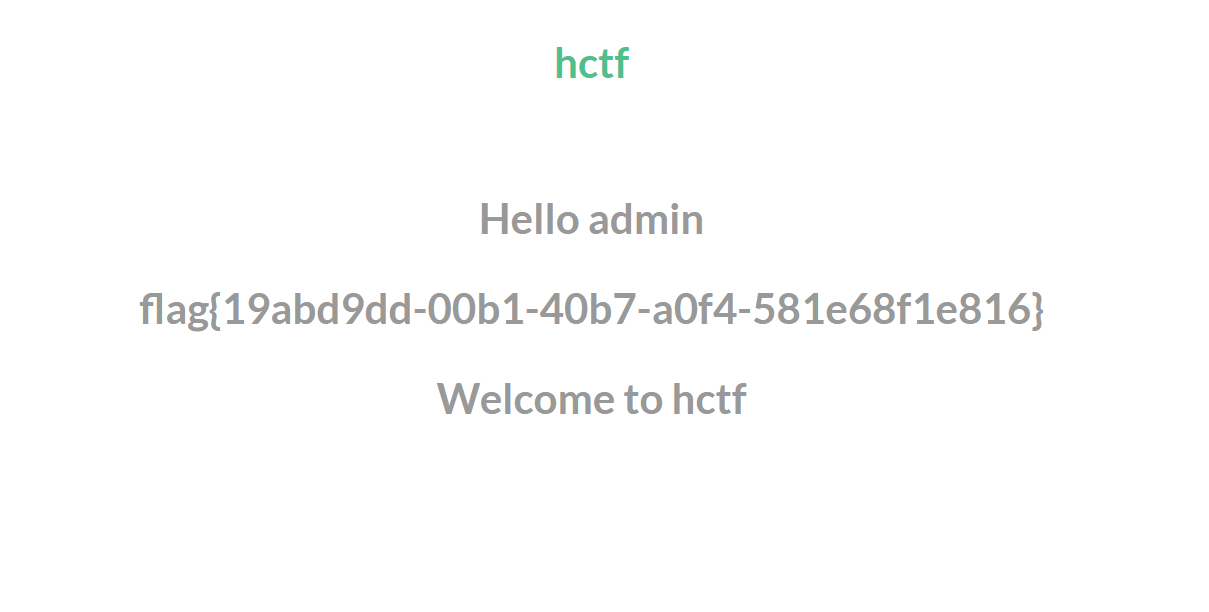 hctf
Hello admin
flag{19abd9dd-00b1-40b7-a0f4-581e68f1e816}
Welcome to hctf